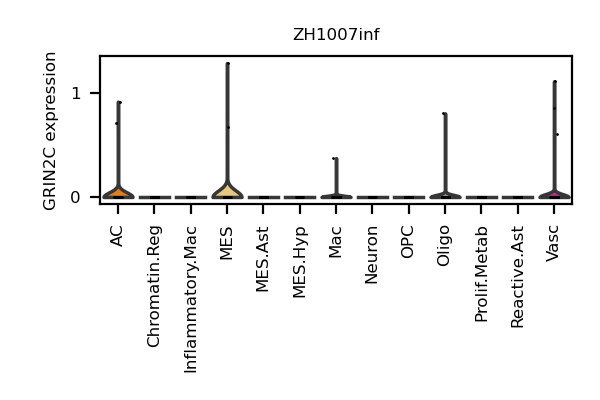 ZH1007inf
GRIN2C expression
1
0
AC
Chromatin.Reg
Inflammatory.Mac
MES
MES.Ast
MES.Hyp
Mac
Neuron
OPC
Oligo
Prolif.Metab
Reactive.Ast
Vasc